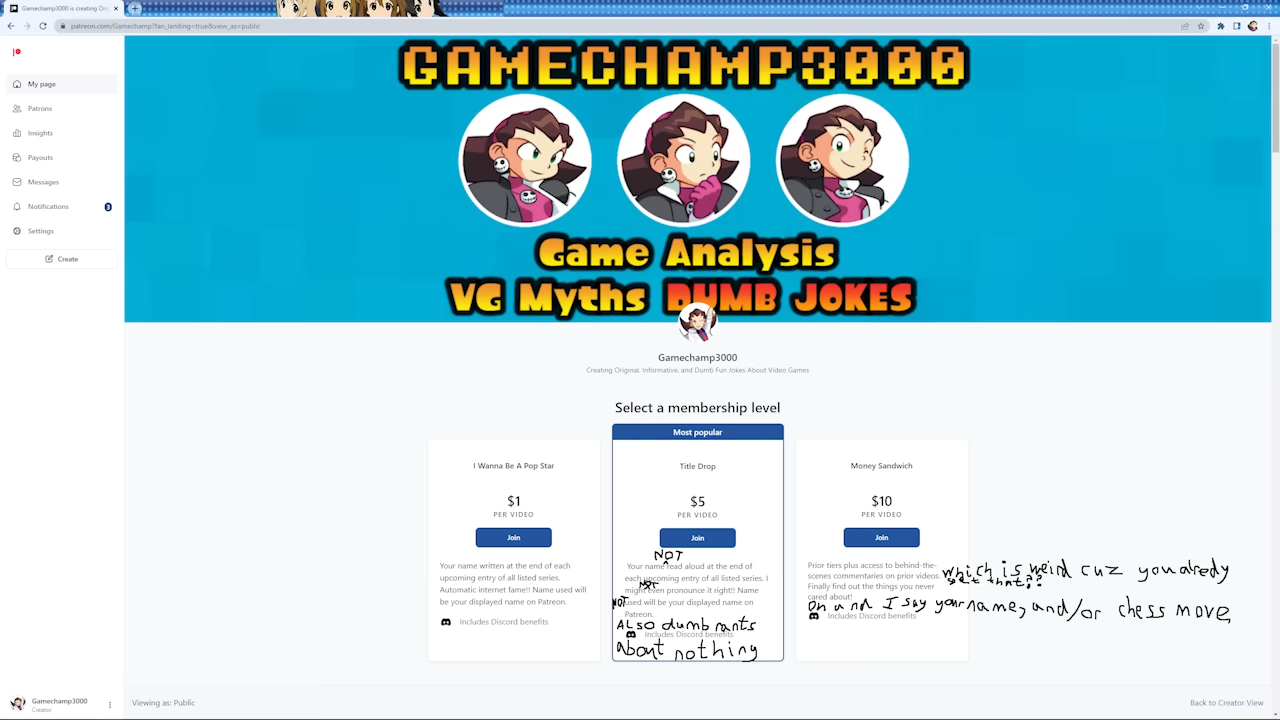 Gamechamp3000 is creating Orig
patreon.com/Gamechamp?fan_landing=true&view_as=public
My page
Patrons
Insights
Payouts
Messages
Notifications
3
Settings
Create
GAMECHAMP3000
Game Analysis
VG Myths DUMB JOKES
Gamechamp3000
Creating Original, Informative, and Dumb Fun Jokes About Video Games
Select a membership level
I Wanna Be A Pop Star
$1
PER VIDEO
Join
Your name written at the end of each
upcoming entry of all listed series.
Automatic internet fame!! Name used will
be your displayed name on Patreon.
Includes Discord benefits
Most popular
Title Drop
$5
PER VIDEO
Join
NOT
Your name read aloud at the end of
each upcoming entry of all listed series. I
NOT
might even pronounce it right!! Name
NOT
used will be your displayed name on
Patreon.
ALSO dumb rants
Includes Discord benefits
About nothing
Money Sandwich
$10
PER VIDEO
Join
Prior tiers plus access to behind-the-
scenes commentaries on prior videos.
Finally find out the things you never
cared about!
which is weird cuz you alredy
get that??
Oh and I say your name, and/or chess move,
Includes Discord benefits
Gamechamp3000
Creator
Viewing as: Public
Back to Creator View